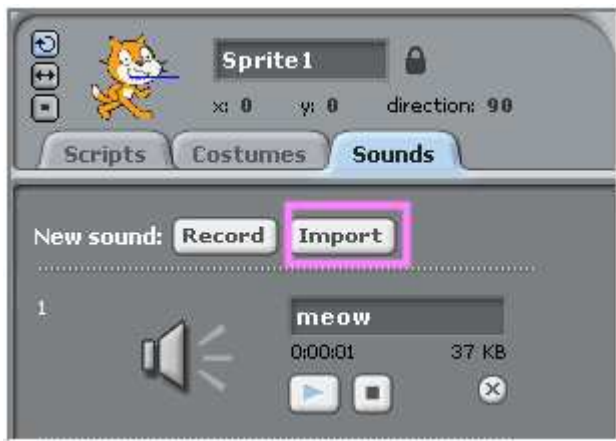 Sprite1
x: 0 y: 0 direction: 90
Scripts Costumes Sounds
New sound: Record Import
1
meow
0:00:01 37 KB